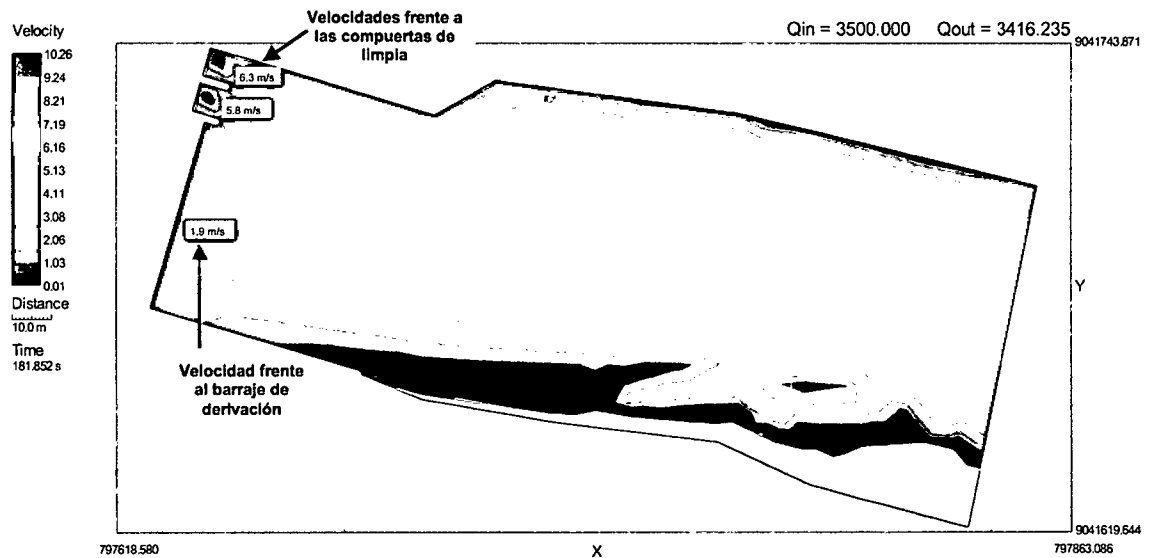 Velocity
10.26
9.24
8.21
7.19
6.16
5.13
4.11
3.08
2.06
1.03
0.01
Distance
10.0 m
Time
181.852 s
Velocidades frente a
las compuertas de
limpia
Qin = 3500.000 Qout = 3416.235
9041743.871
6.3 m/s
5.8 m/s
1.9 m/s
Velocidad frente
al barraje de
derivación
Y
9041619.644
797618.580
X
797863.086